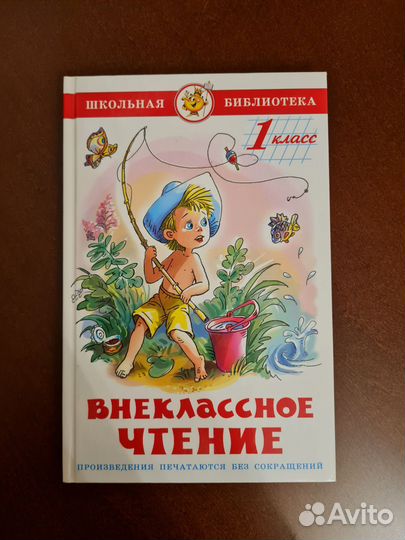 ШКОЛЬНАЯ БИБЛИОТЕКА
1 класс
ВНЕКЛАССНОЕ
ЧТЕНИЕ
ПРОИЗВЕДЕНИЯ ПЕЧАТАЮТСЯ БЕЗ СОКРАЩЕНИЙ
Avito